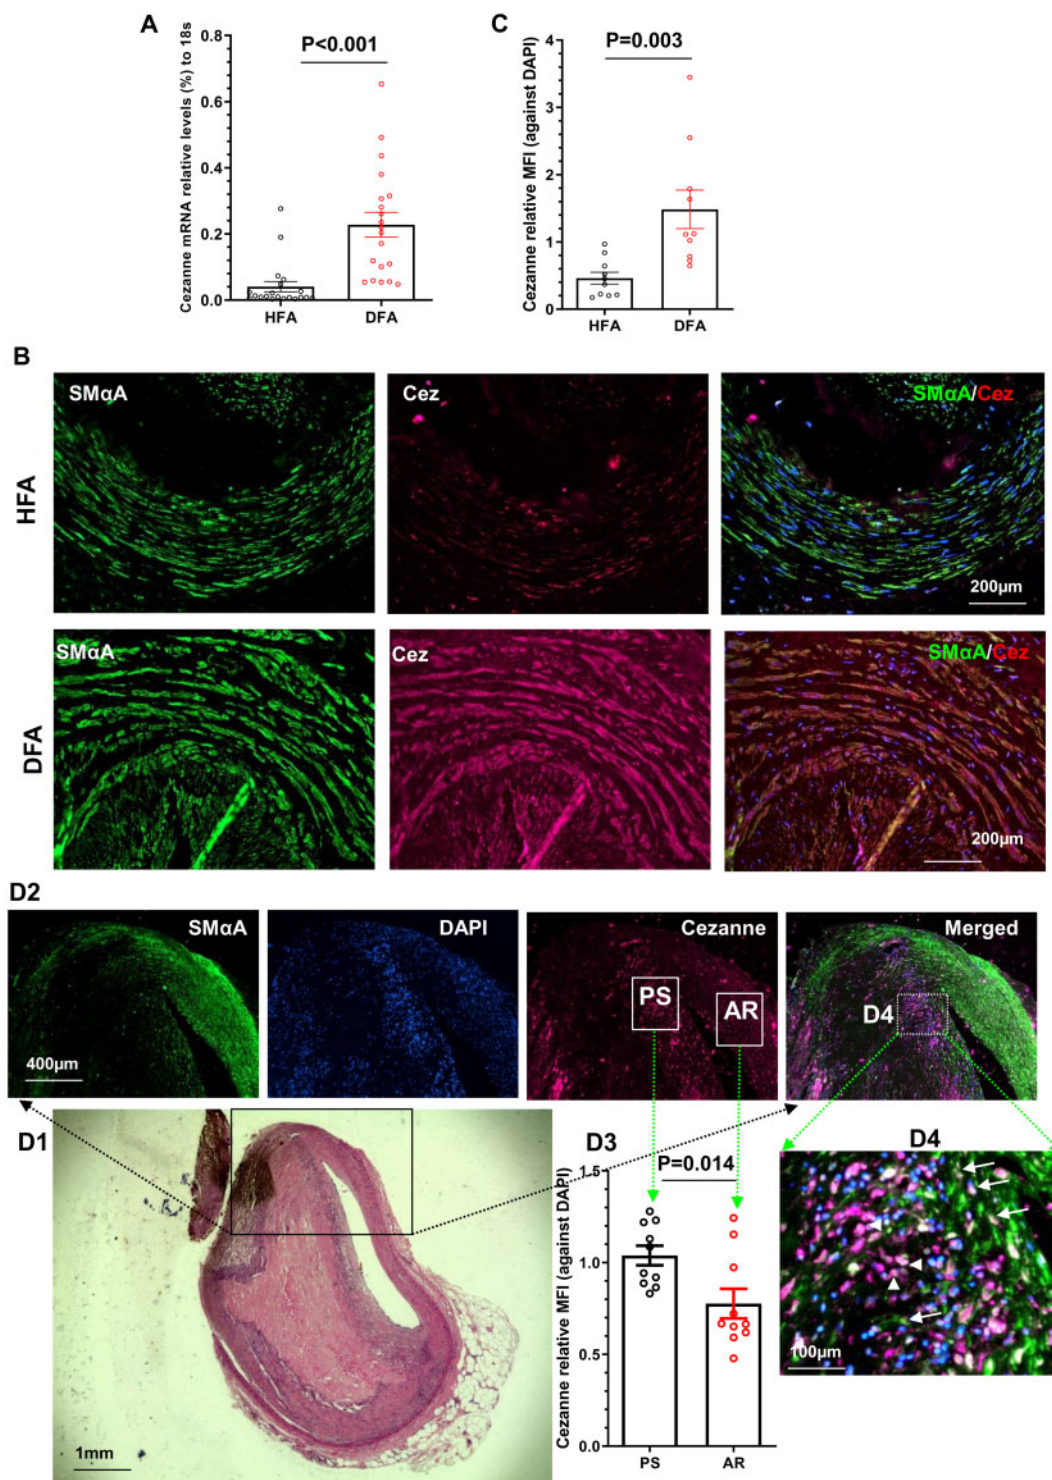 A
P<0.001
Cezanne mRNA relative levels (%) to 18s
0.8
0.6
0.4
0.2
0.0
HFA
DFA
C
P=0.003
Cezanne relative MFI (against DAPI)
4
3
2
1
0
HFA
DFA
B
HFA
SMαA
Cez
SMαA/Cez
200μm
DFA
SMαA
Cez
SMαA/Cez
200μm
D2
SMαA
400μm
DAPI
Cezanne
PS
AR
Merged
D4
D1
1mm
D3
P=0.014
Cezanne relative MFI (against DAPI)
1.5
1.0
0.5
0.0
PS
AR
D4
100μm